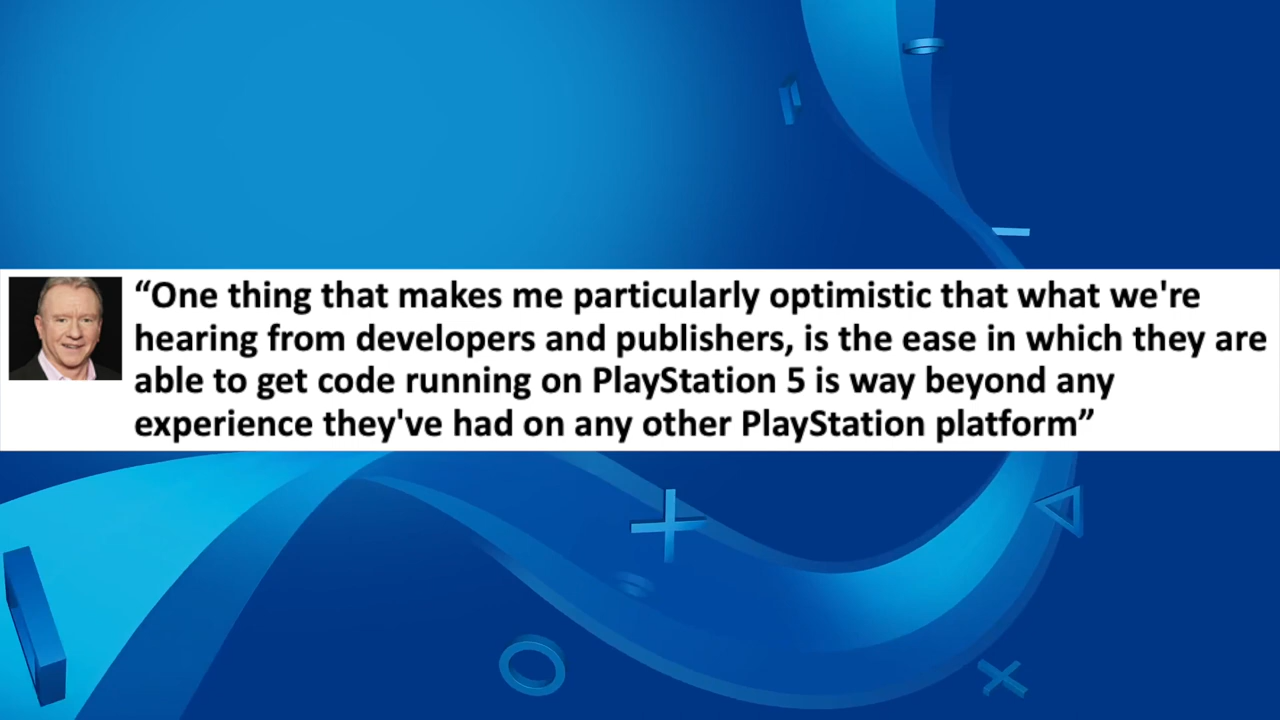 “One thing that makes me particularly optimistic that what we're
hearing from developers and publishers, is the ease in which they are
able to get code running on PlayStation 5 is way beyond any
experience they've had on any other PlayStation platform”